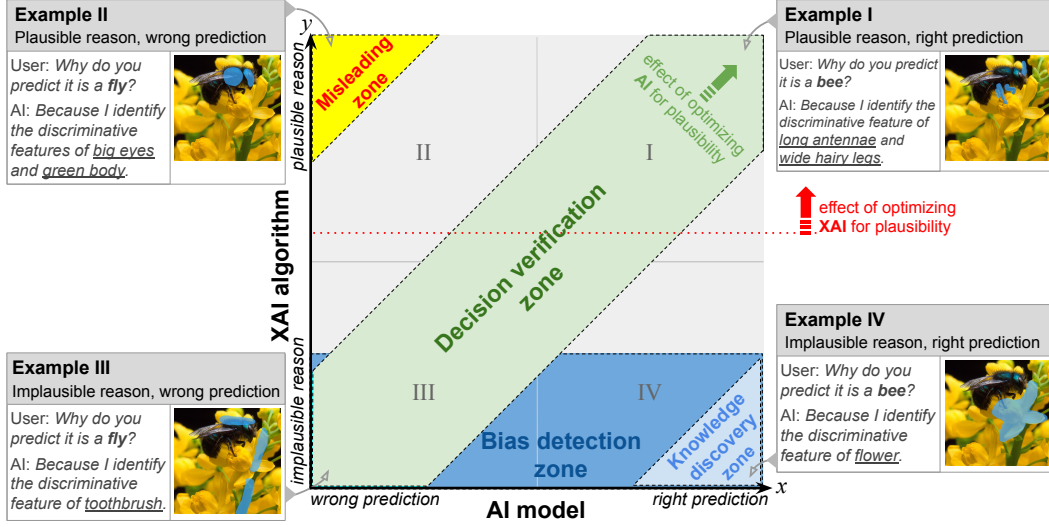 Example II
Plausible reason, wrong prediction
User: Why do you
predict it is a fly?
AI: Because I identify
the discriminative
features of big eyes
and green body.
Example I
Plausible reason, right prediction
User: Why do you predict
it is a bee?
AI: Because I identify the
discriminative feature of
long antennae and
wide hairy legs.
y
plausible reason
Misleading
zone
II
I
effect of optimizing
AI for plausibility
effect of optimizing
XAI for plausibility
XAI algorithm
Decision verification
zone
Example III
Implausible reason, wrong prediction
User: Why do you
predict it is a fly?
AI: Because I identify
the discriminative
feature of toothbrush.
Example IV
Implausible reason, right prediction
User: Why do you
predict it is a bee?
AI: Because I identify
the discriminative
feature of flower.
implausible reason
III
IV
Bias detection
zone
Knowledge
discovery
zone
wrong prediction
right prediction
x
AI model